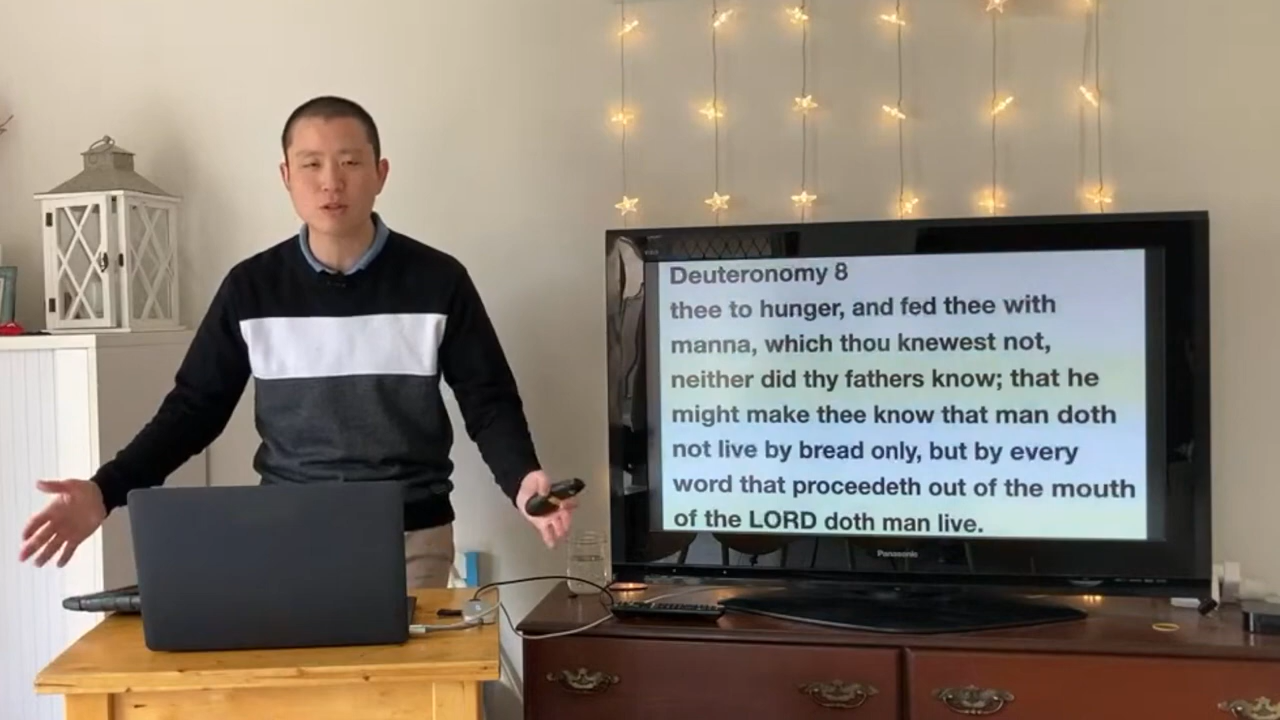 Deuteronomy 8
thee to hunger, and fed thee with
manna, which thou knewest not,
neither did thy fathers know; that he
might make thee know that man doth
not live by bread only, but by every
word that proceedeth out of the mouth
of the LORD doth man live.
Panasonic